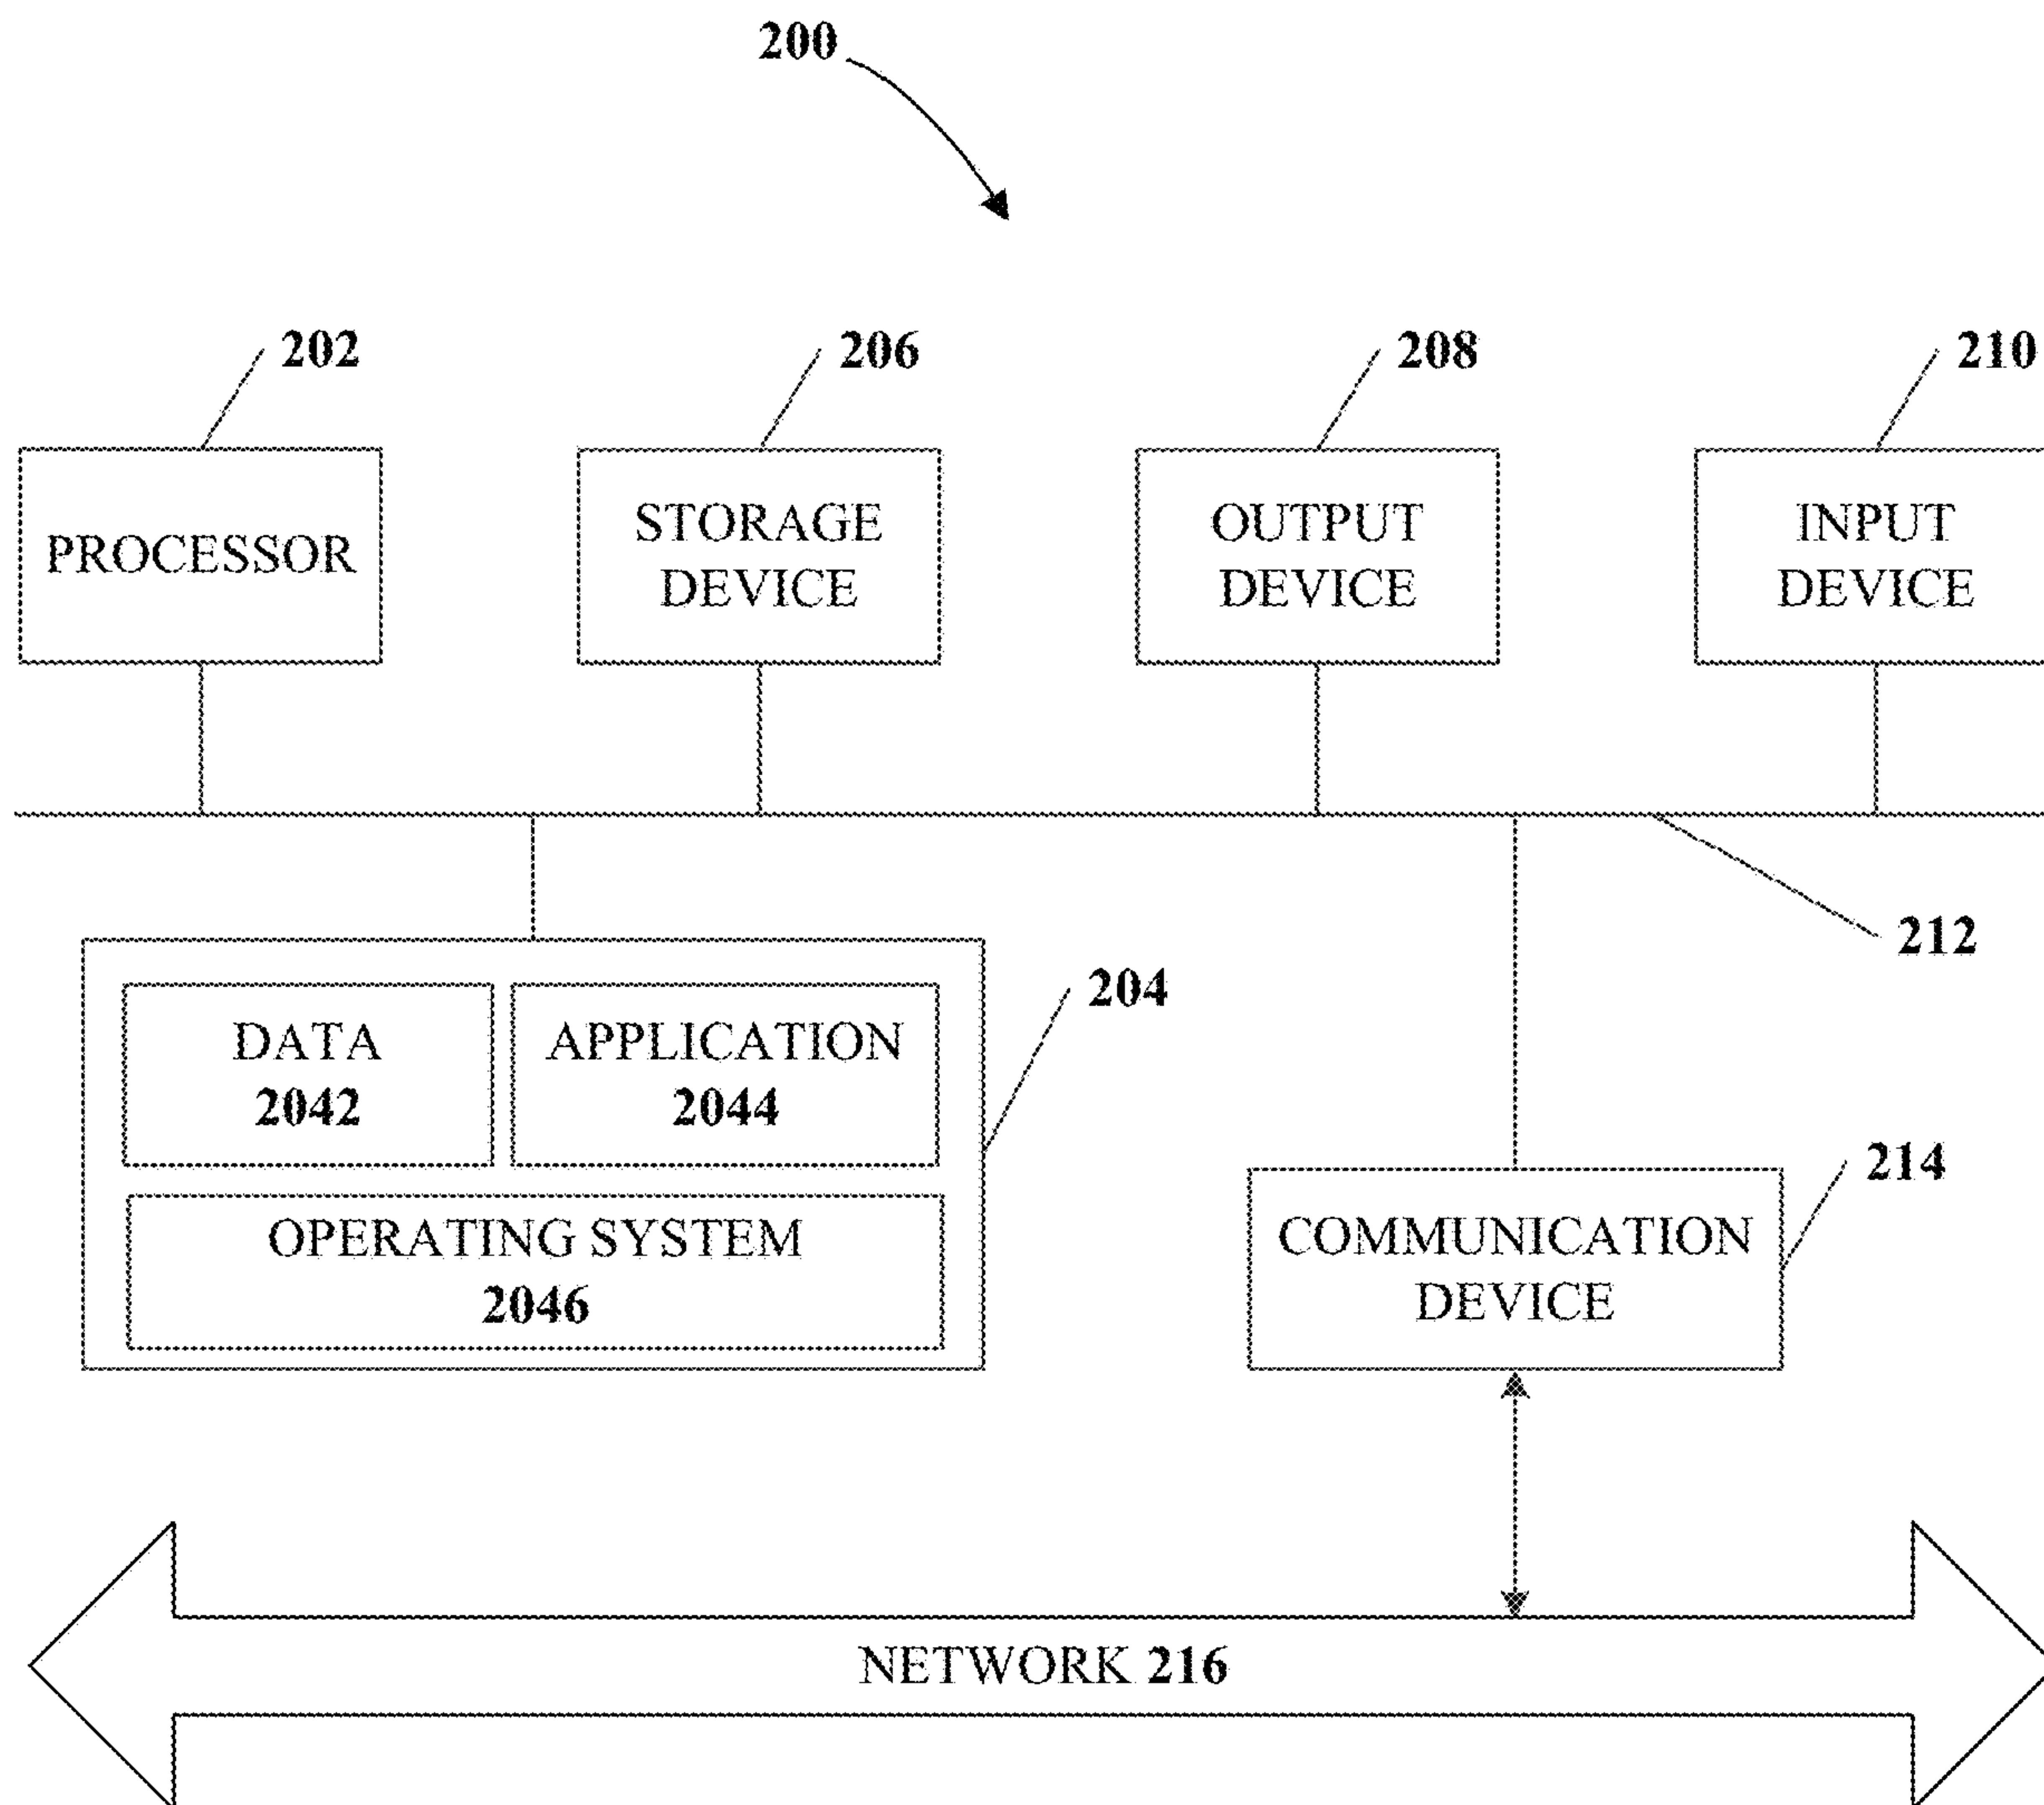 200
202
206
208
210
PROCESSOR
STORAGE
DEVICE
OUTPUT
DEVICE
INPUT
DEVICE
212
204
DATA
2042
APPLICATION
2044
OPERATING SYSTEM
2046
214
COMMUNICATION
DEVICE
NETWORK 216